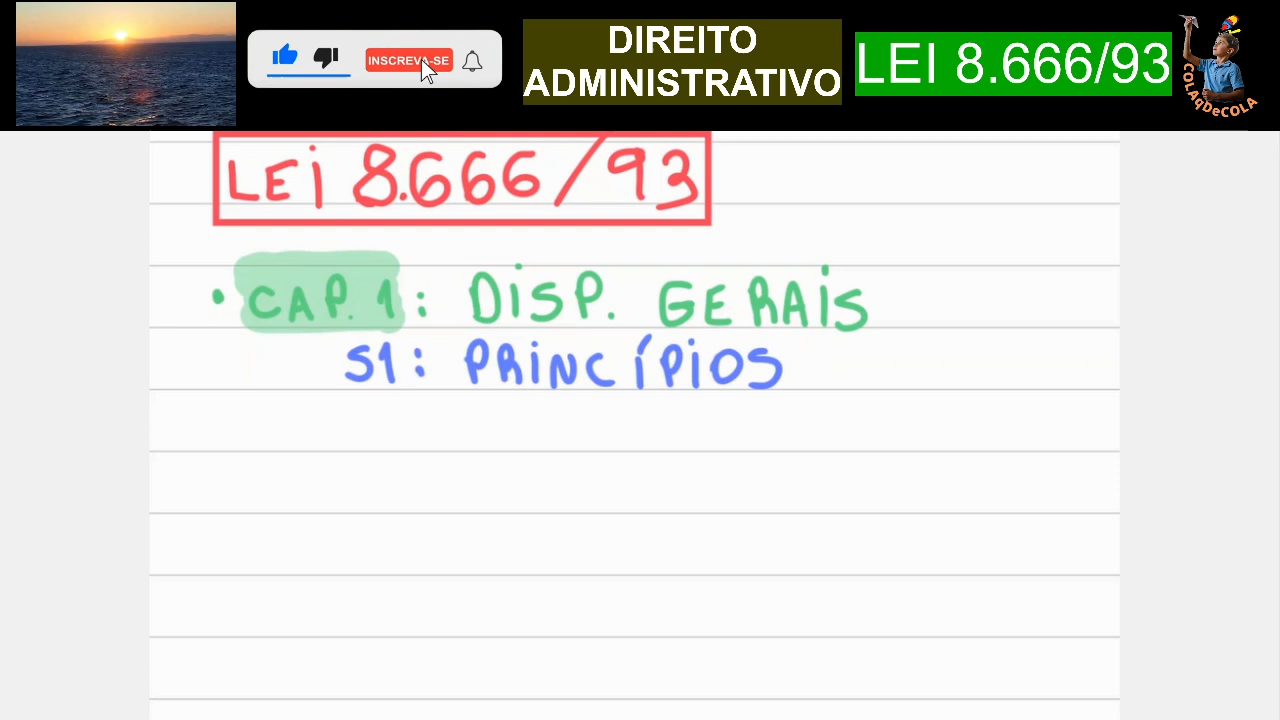 INSCREVA-SE
DIREITO
ADMINISTRATIVO
LEI 8.666/93
COLAqDeCOLA
LEI 8.666/93
• CAP. 1: DISP. GERAIS
S1: PRINCÍPIOS